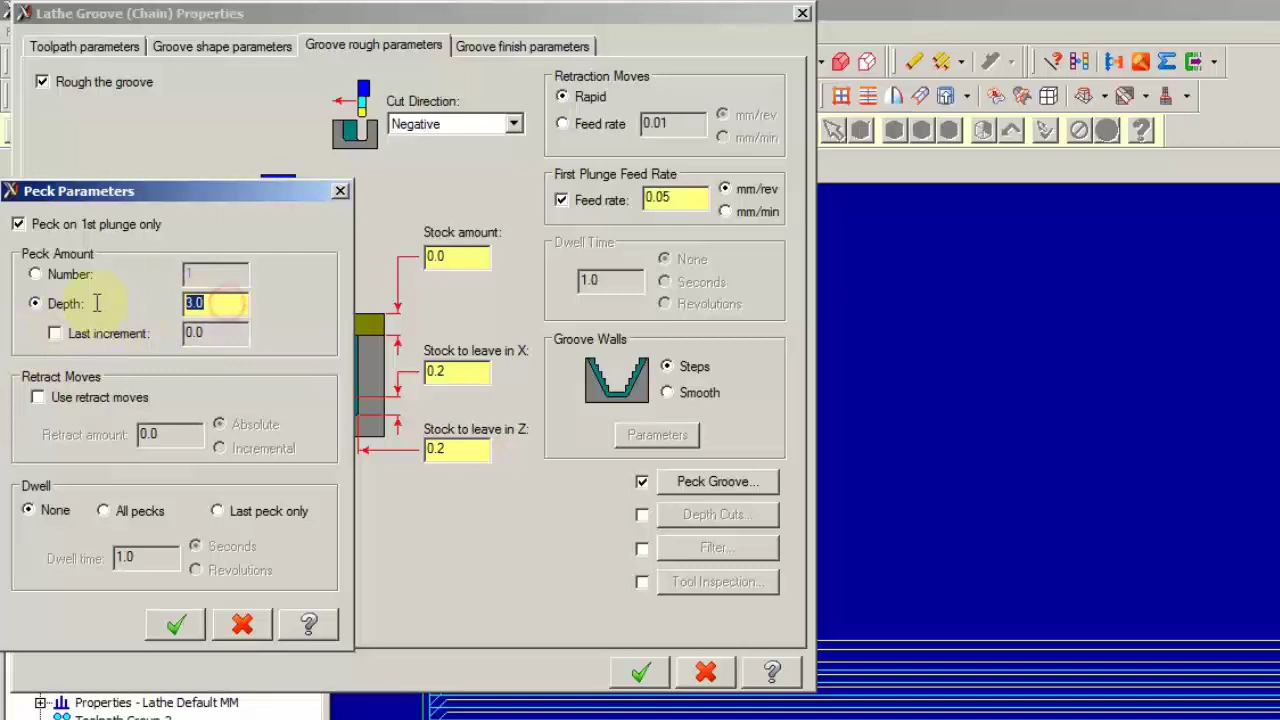 Lathe Groove (Chain) Properties
Toolpath parameters
Groove shape parameters
Groove rough parameters
Groove finish parameters
Rough the groove
Cut Direction:
Negative
Retraction Moves
Rapid
Feed rate
0.01
mm/rev
mm/min
First Plunge Feed Rate
Feed rate:
0.05
mm/rev
mm/min
Dwell Time
None
1.0
Seconds
Revolutions
Stock amount:
0.0
Stock to leave in X:
0.2
Stock to leave in Z:
0.2
Groove Walls
Steps
Smooth
Parameters
Peck Groove...
Depth Cuts...
Filter...
Tool Inspection...
Peck Parameters
Peck on 1st plunge only
Peck Amount
Number:
1
Depth:
3.0
Last increment:
0.0
Retract Moves
Use retract moves
Retract amount:
0.0
Absolute
Incremental
Dwell
None
All pecks
Last peck only
Dwell time:
1.0
Seconds
Revolutions
Properties - Lathe Default MM
Toolpath Group-2